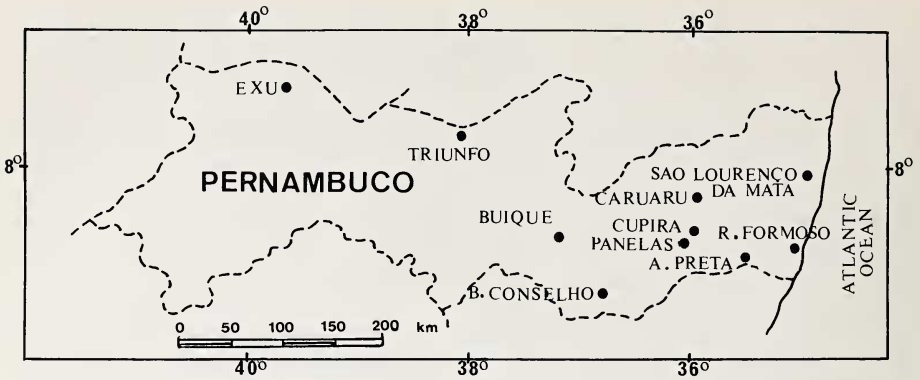 40° 38° 36°
EXU
TRIUNFO
8° 8°
PERNAMBUCO
SAO LOURENÇO
DA MATA
CARUARU
BUIQUE
CUPIRA
R. FORMOSO
PANELAS
A. PRETA
B. CONSELHO
ATLANTIC
OCEAN
0 50 100 150 200 km
40° 38° 36°